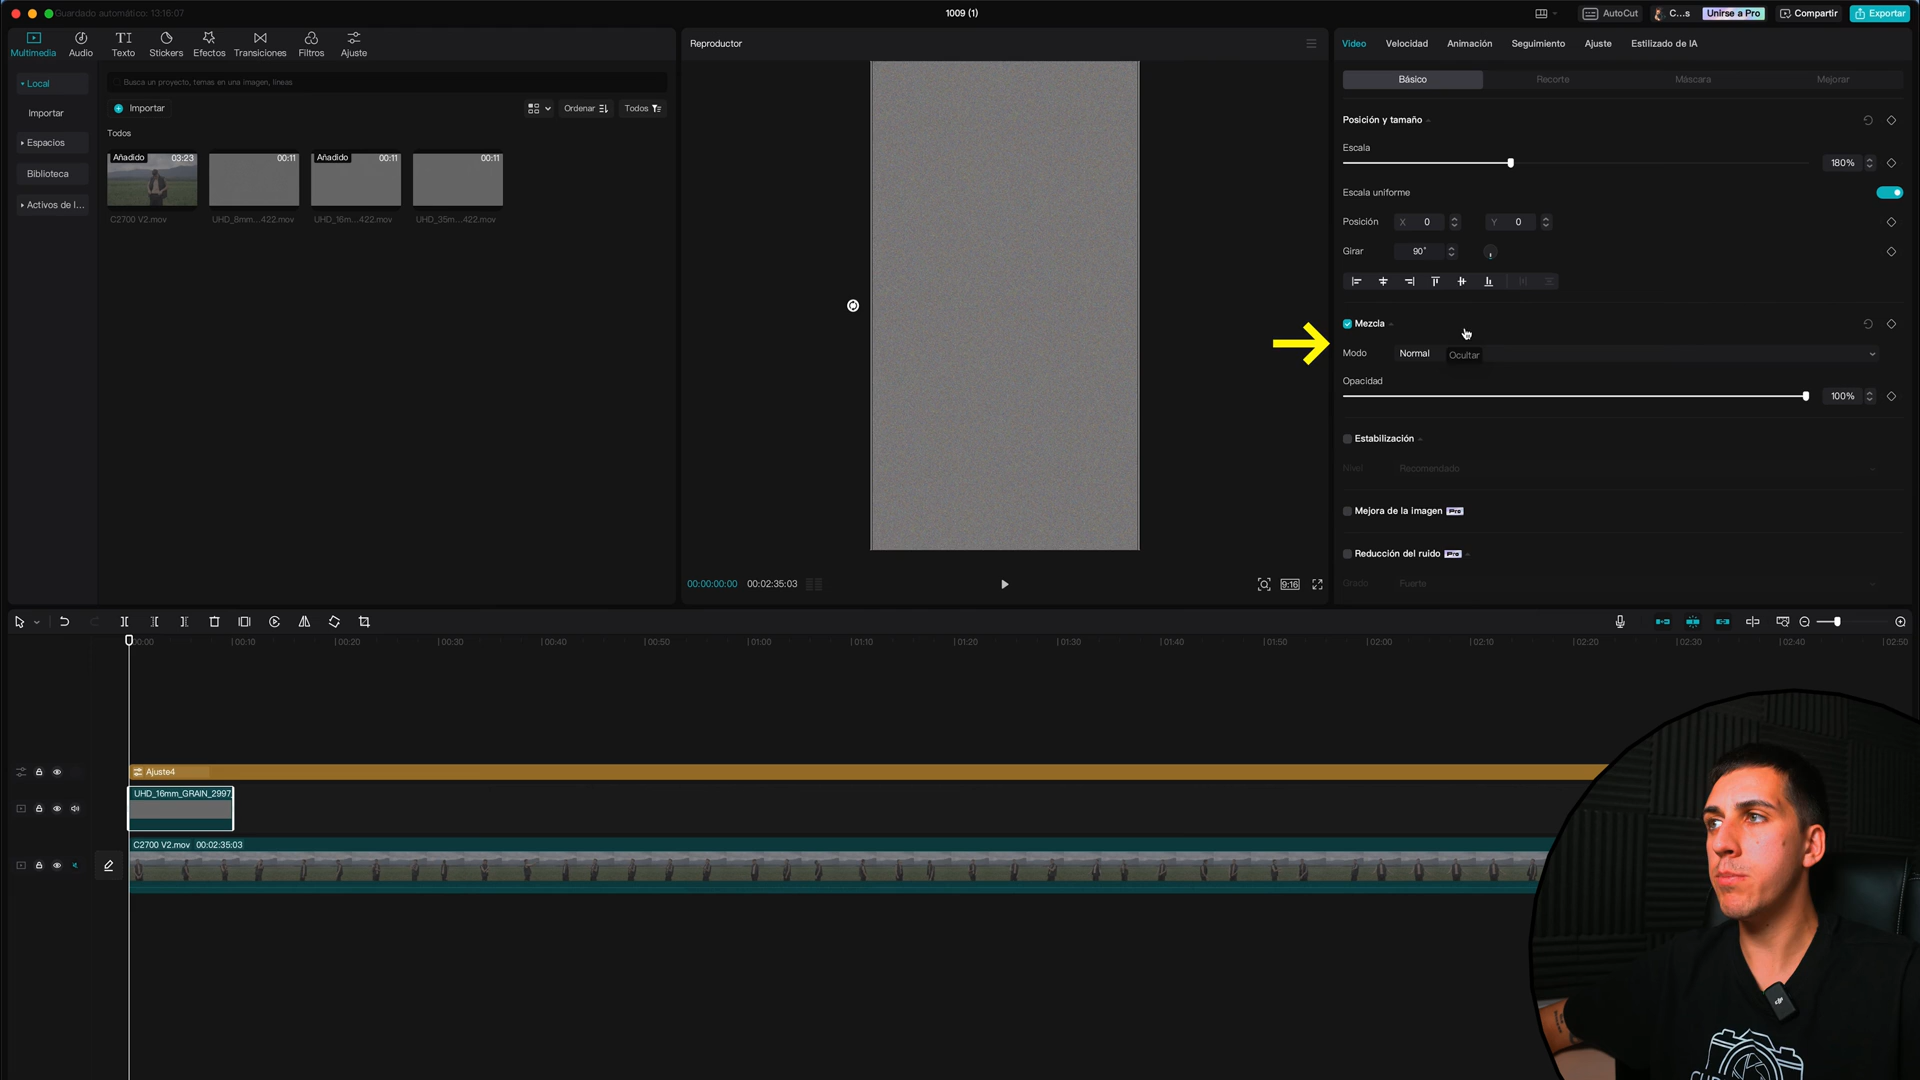 Guardado automático: 13:16:07
1009 (1)
AutoCut
C...s
Unirse a Pro
Compartir
Exportar
Multimedia
Audio
Texto
Stickers
Efectos
Transiciones
Filtros
Ajuste
Local
Importar
Espacios
Biblioteca
Activos de l...
Busca un proyecto, temas en una imagen, líneas
Importar
Ordenar
Todos
Todos
Añadido 03:23
00:11
Añadido 00:11
00:11
C2700 V2.mov
UHD_8mm...422.mov
UHD_16m...422.mov
UHD_35m...422.mov
Reproductor
00:00:00:00
00:02:35:03
9:16
Video
Velocidad
Animación
Seguimiento
Ajuste
Estilizado de IA
Básico
Recorte
Máscara
Mejorar
Posición y tamaño
Escala
180%
Escala uniforme
Posición
X 0
Y 0
Girar
90°
Mezcla
Modo
Normal
Ocultar
Opacidad
100%
Estabilización
Nivel
Recomendado
Mejora de la imagen Pro
Reducción del ruido Pro
Grado
Fuerte
00:00
00:10
00:20
00:30
00:40
00:50
01:00
01:10
01:20
01:30
01:40
01:50
02:00
02:10
02:20
02:30
02:40
02:50
Ajuste4
UHD_16mm_GRAIN_2997
C2700 V2.mov 00:02:35:03